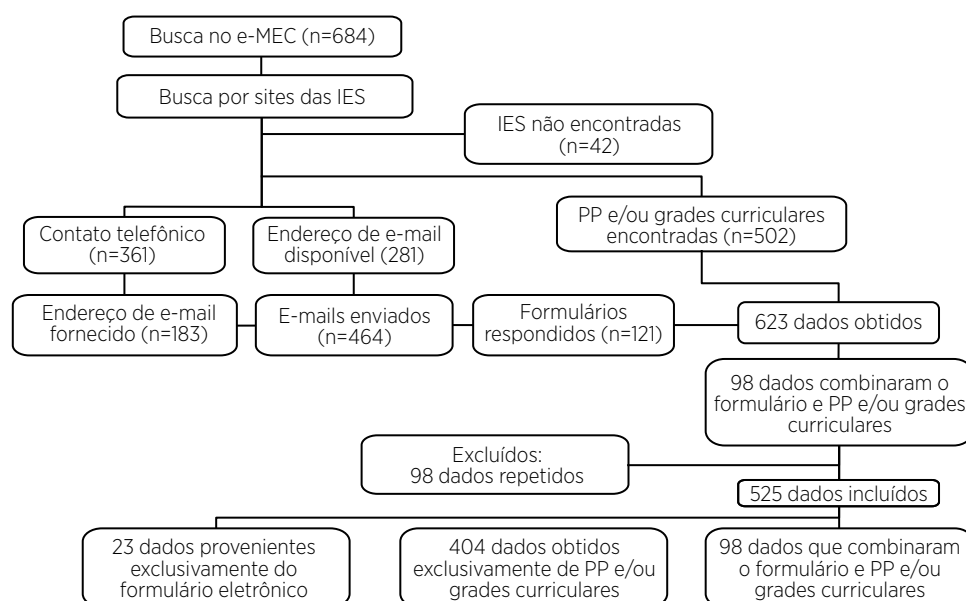 Busca no e-MEC (n=684)
Busca por sites das IES
IES não encontradas
(n=42)
Contato telefônico
(n=361)
Endereço de e-mail
disponível (281)
PP e/ou grades curriculares
encontradas (n=502)
Endereço de e-mail
fornecido (n=183)
E-mails enviados
(n=464)
Formulários
respondidos (n=121)
623 dados obtidos
98 dados combinaram o
formulário e PP e/ou grades
curriculares
Excluídos:
98 dados repetidos
525 dados incluídos
23 dados provenientes
exclusivamente do
formulário eletrônico
404 dados obtidos
exclusivamente de PP e/ou
grades curriculares
98 dados que combinaram
o formulário e PP e/ou
grades curriculares